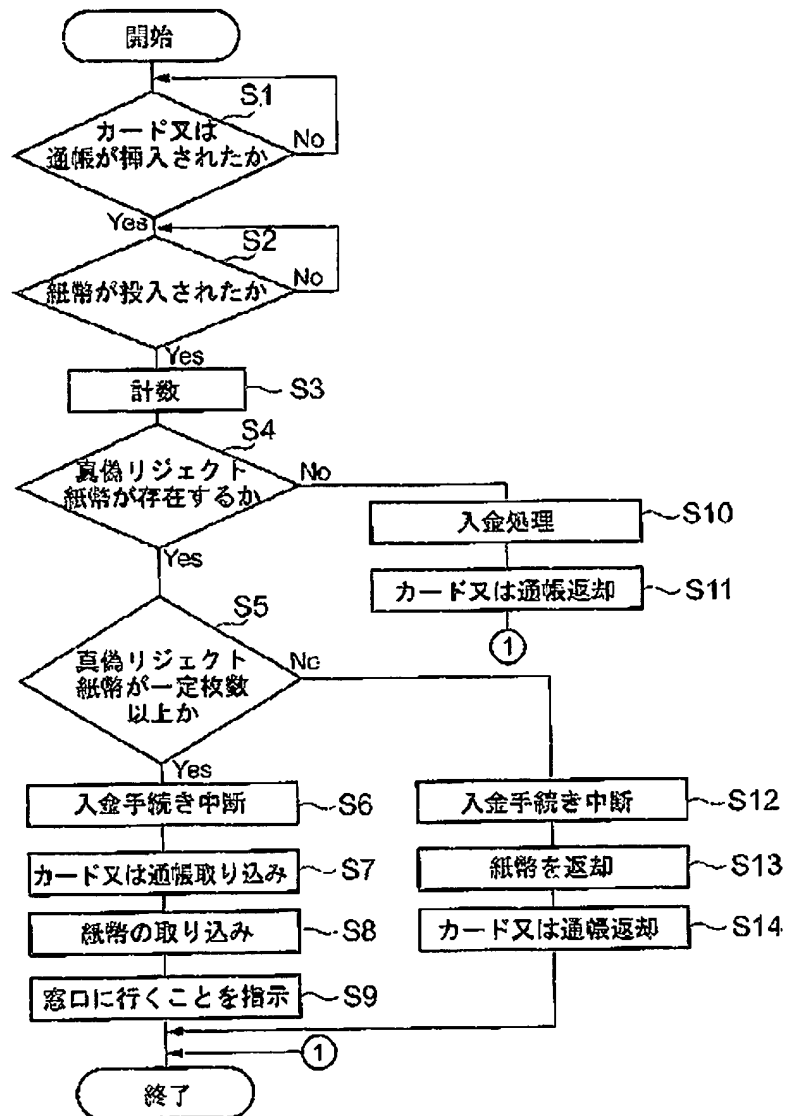 開始
S1
カード又は
通帳が挿入されたか
No
Yes
S2
紙幣が投入されたか
No
Yes
計数
S3
S4
真偽リジェクト
紙幣が存在するか
No
Yes
入金処理
S10
カード又は通帳返却
S11
1
S5
真偽リジェクト
紙幣が一定枚数
以上か
No
Yes
入金手続き中断
S6
カード又は通帳取り込み
S7
紙幣の取り込み
S8
窓口に行くことを指示
S9
入金手続き中断
S12
紙幣を返却
S13
カード又は通帳返却
S14
1
終了